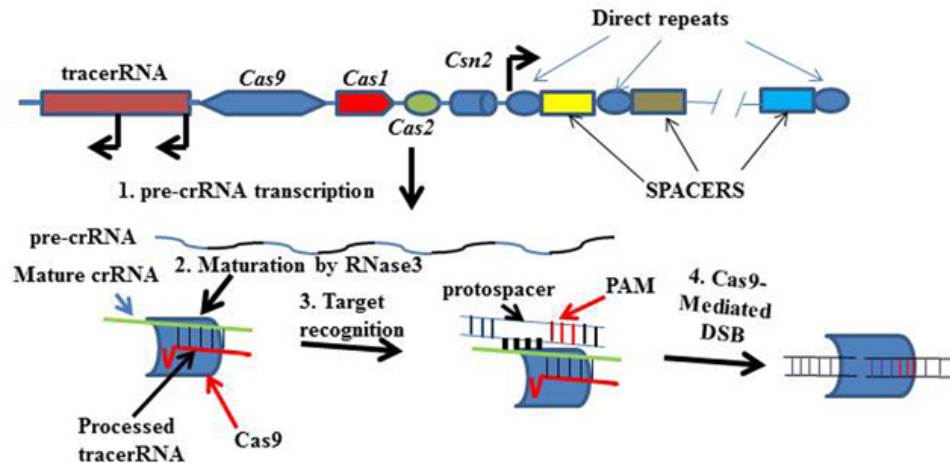 Direct repeats
tracerRNA
Cas9
Cas1
Csn2
Cas2
SPACERS
1. pre-crRNA transcription
pre-crRNA
Mature crRNA
2. Maturation by RNase3
3. Target
recognition
protospacer
PAM
4. Cas9-
Mediated
DSB
Processed
tracerRNA
Cas9